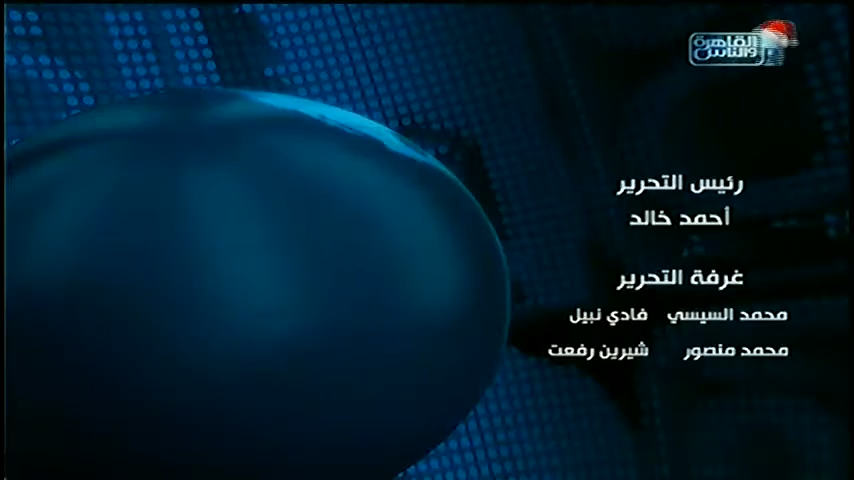 القاهرة
والناس
رئيس التحرير
أحمد خالد
غرفة التحرير
محمد السيسي فادي نبيل
محمد منصور شيرين رفعت